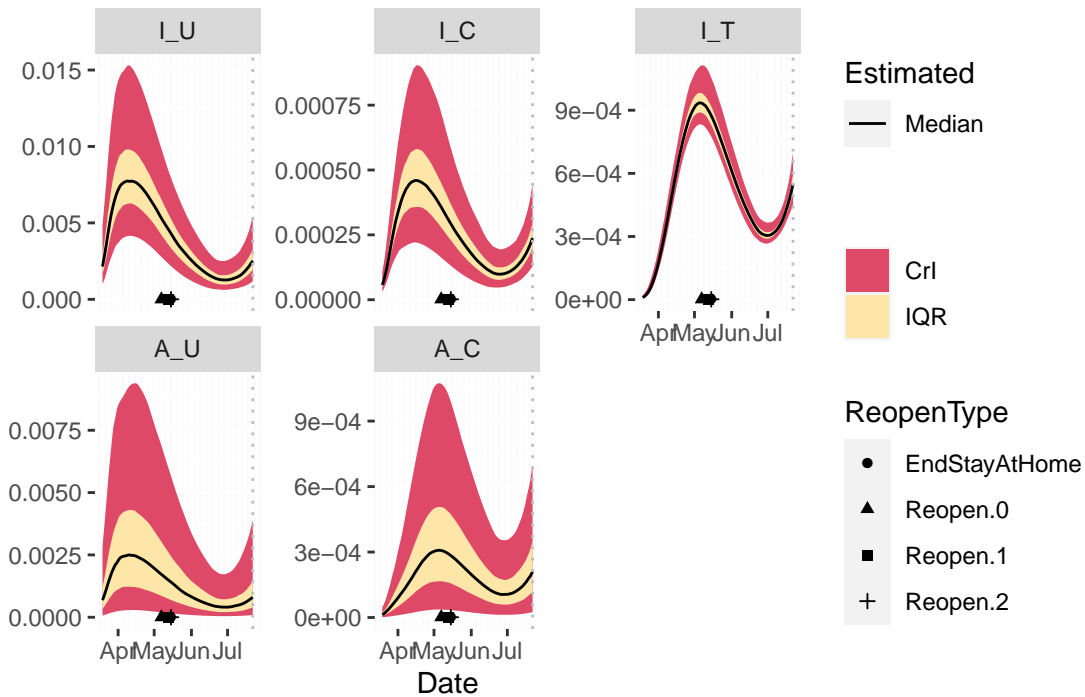 I_U
I_C
I_T
0.015
0.010
0.005
0.000
0.00075
0.00050
0.00025
0.00000
9e−04
6e−04
3e−04
0e+00
Apr May Jun Jul
A_U
A_C
0.0075
0.0050
0.0025
0.0000
9e−04
6e−04
3e−04
0e+00
Apr May Jun Jul
Apr May Jun Jul
Date
Estimated
Median
CrI
IQR
ReopenType
EndStayAtHome
Reopen.0
Reopen.1
Reopen.2